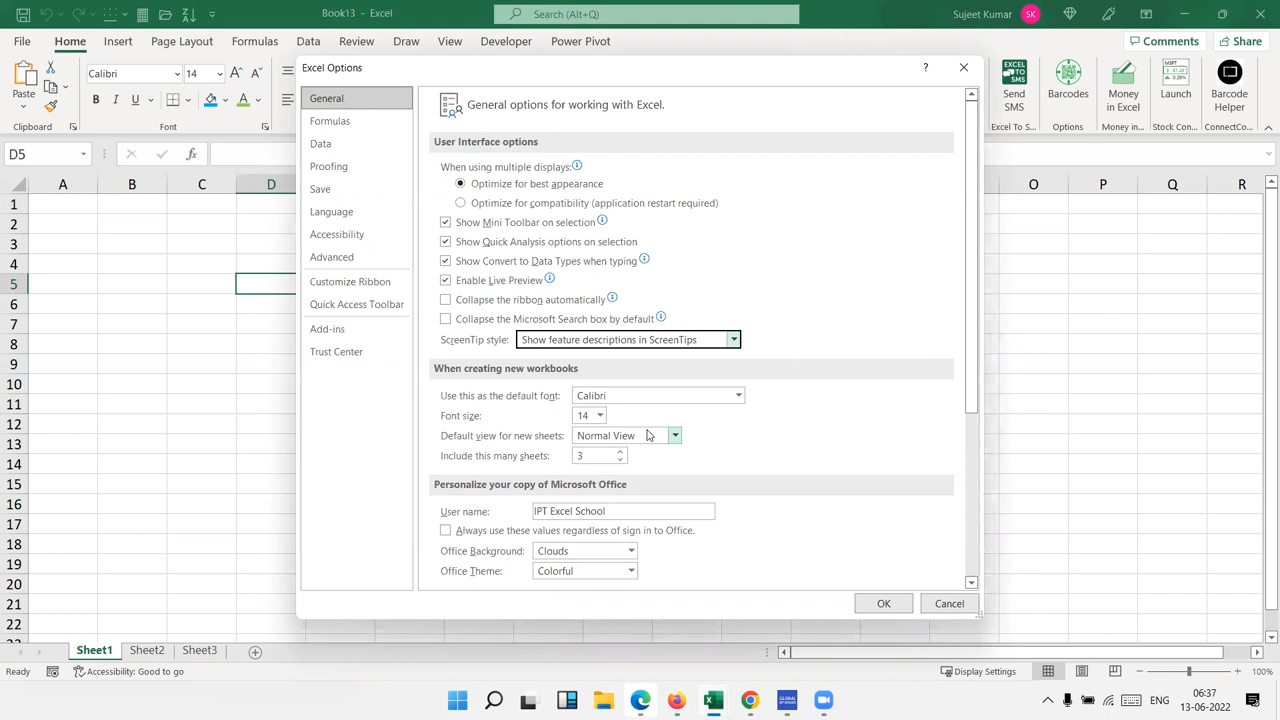 Book13 - Excel
Search (Alt+Q)
Sujeet Kumar
SK
File
Home
Insert
Page Layout
Formulas
Data
Review
Draw
View
Developer
Power Pivot
Comments
Share
Paste
Clipboard
Calibri
14
B
I
U
Font
Send
SMS
Excel To S...
Barcodes
Options
Money
in Excel
Money in...
Launch
Stock Con...
Barcode
Helper
ConnectCo...
Excel Options
General
Formulas
Data
Proofing
Save
Language
Accessibility
Advanced
Customize Ribbon
Quick Access Toolbar
Add-ins
Trust Center
General options for working with Excel.
User Interface options
When using multiple displays:
Optimize for best appearance
Optimize for compatibility (application restart required)
Show Mini Toolbar on selection
Show Quick Analysis options on selection
Show Convert to Data Types when typing
Enable Live Preview
Collapse the ribbon automatically
Collapse the Microsoft Search box by default
ScreenTip style:
Show feature descriptions in ScreenTips
When creating new workbooks
Use this as the default font:
Calibri
Font size:
14
Default view for new sheets:
Normal View
Include this many sheets:
3
Personalize your copy of Microsoft Office
User name:
IPT Excel School
Always use these values regardless of sign in to Office.
Office Background:
Clouds
Office Theme:
Colorful
OK
Cancel
D5
fx
A
B
C
D
O
P
Q
R
1
2
3
4
5
6
7
8
9
10
11
12
13
14
15
16
17
18
19
20
21
22
Sheet1
Sheet2
Sheet3
Ready
Accessibility: Good to go
Display Settings
100%
ENG
06:37
13-06-2022